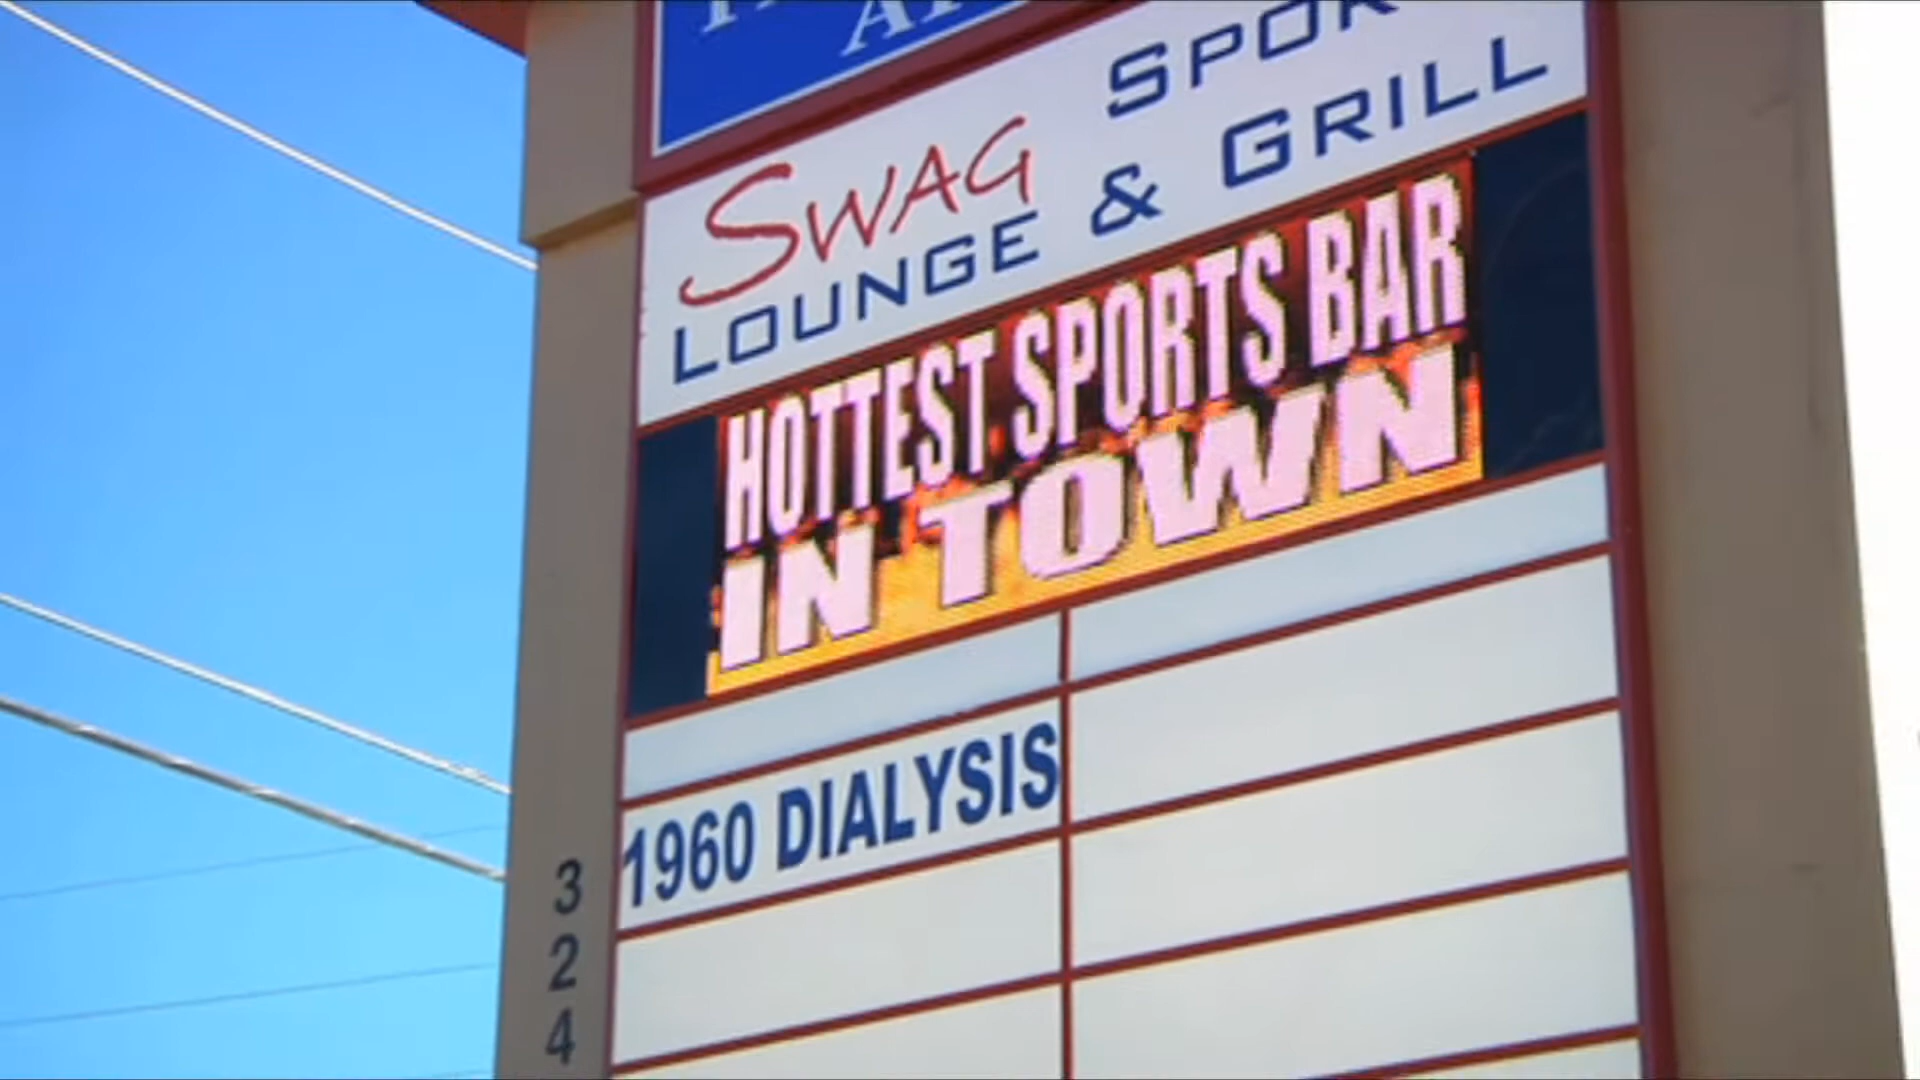 SWAG
LOUNGE & GRILL
HOTTEST SPORTS BAR
IN TOWN
1960 DIALYSIS
3
2
4